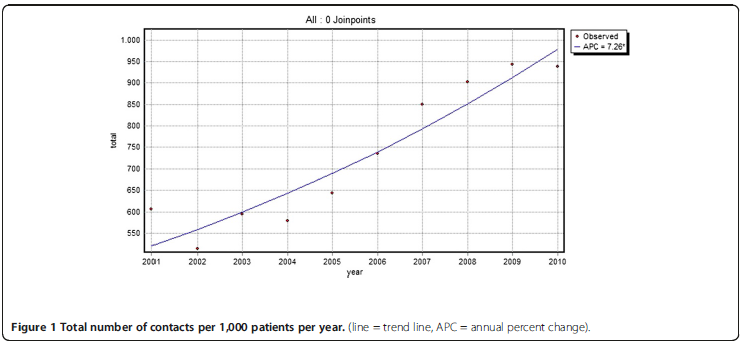 All : 0 Joinpoints
1.000
950
900
850
800
750
700
650
600
550
total
2001 2002 2003 2004 2005 2006 2007 2008 2009 2010
year
Observed
APC = 7.26*
Figure 1 Total number of contacts per 1,000 patients per year. (line = trend line, APC = annual percent change).